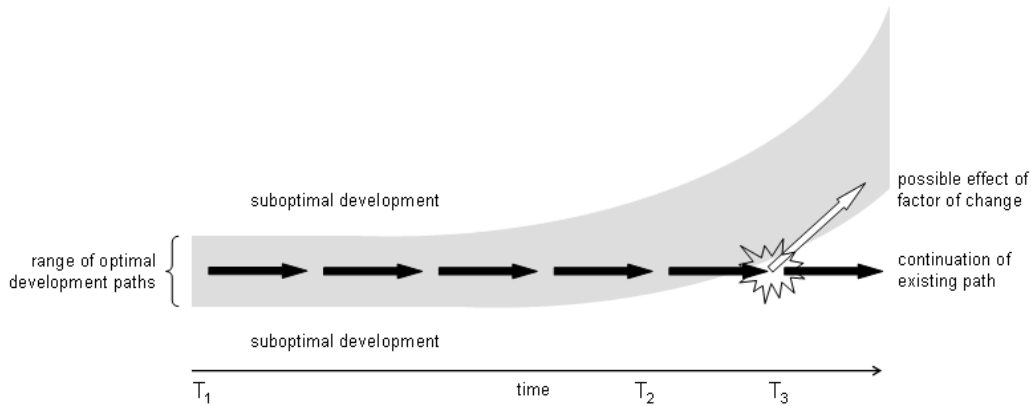 suboptimal development
possible effect of
factor of change
range of optimal
development paths
continuation of
existing path
suboptimal development
T1
time
T2
T3